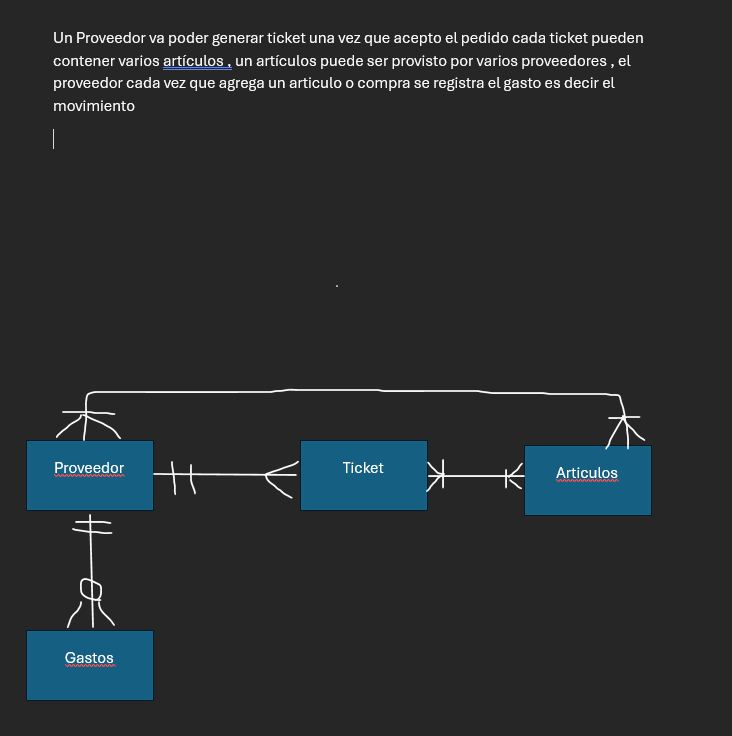 Un Proveedor va poder generar ticket una vez que acepto el pedido cada ticket pueden
contener varios artículos , un artículos puede ser provisto por varios proveedores , el
proveedor cada vez que agrega un articulo o compra se registra el gasto es decir el
movimiento
Proveedor
Ticket
Articulos
Gastos